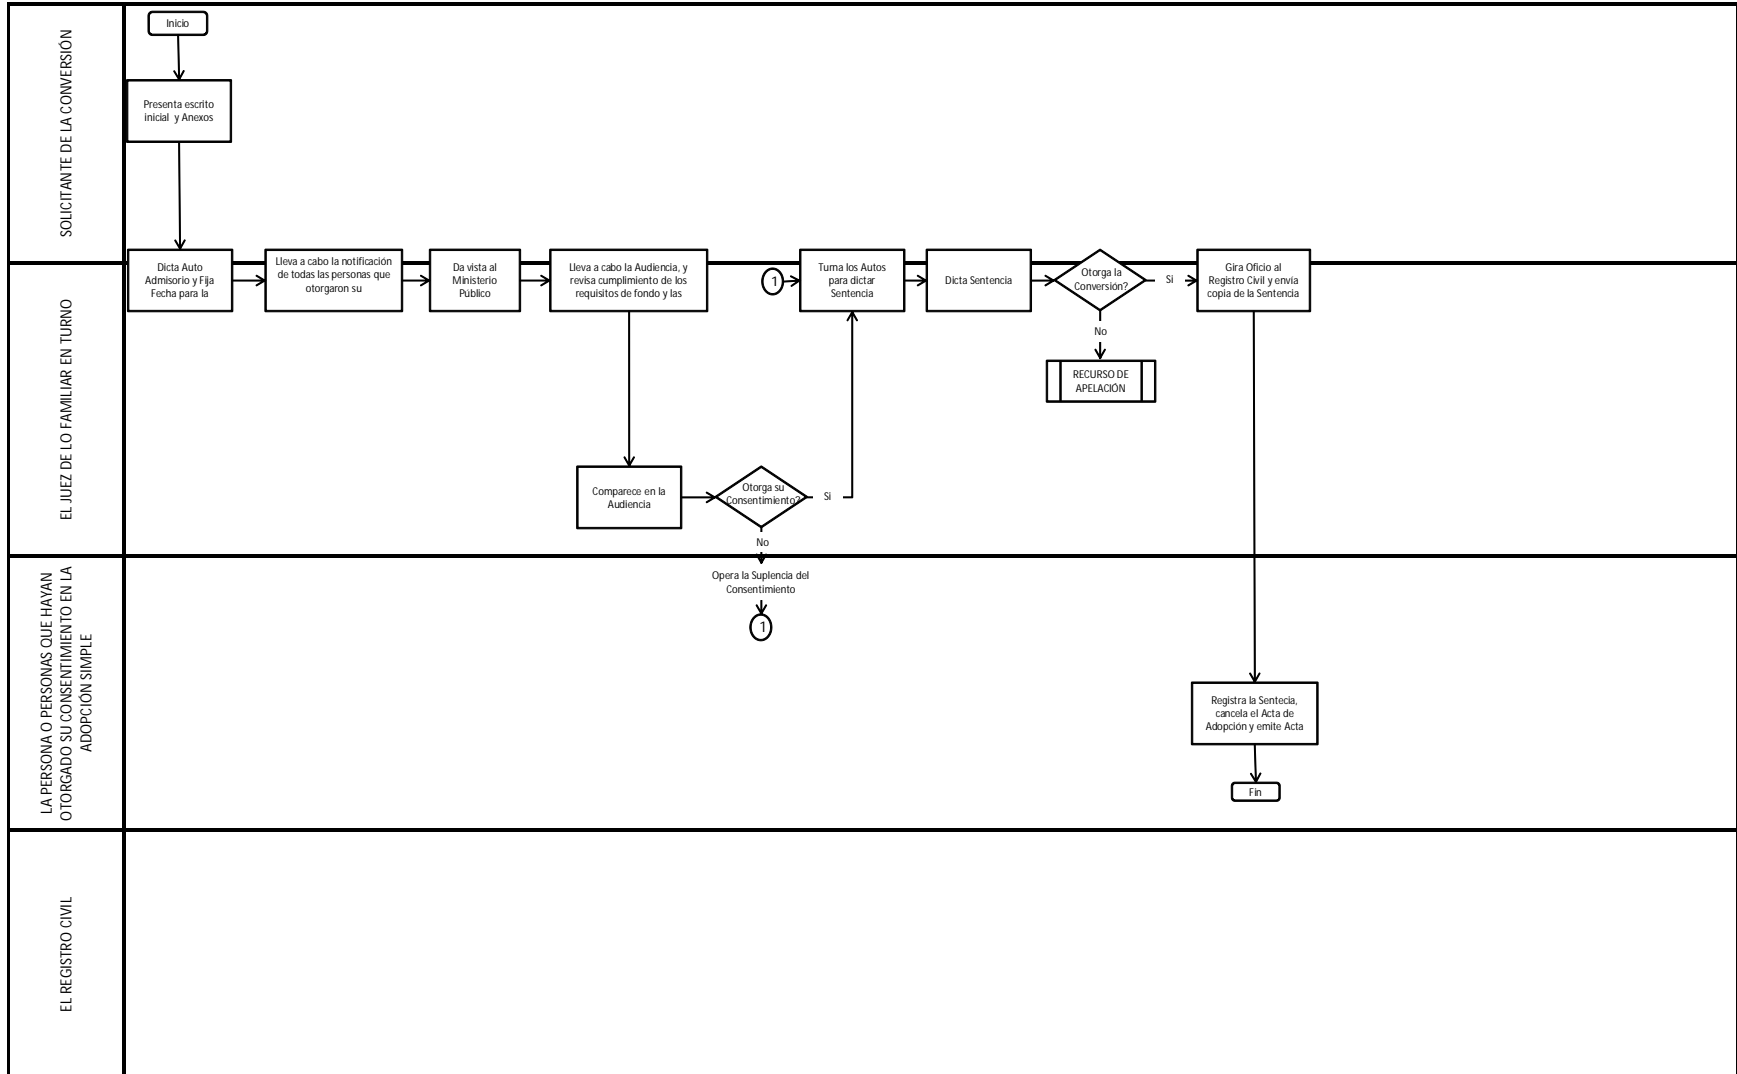 SOLICITANTE DE LA CONVERSIÓN
Inicio
Presenta escrito
inicial y Anexos
EL JUEZ DE LO FAMILIAR EN TURNO
Dicta Auto
Admisorio y Fija
Fecha para la
Lleva a cabo la notificación
de todas las personas que
otorgaron su
Da vista al
Ministerio
Público
Lleva a cabo la Audiencia, y
revisa cumplimiento de los
requisitos de fondo y las
1
Turna los Autos
para dictar
Sentencia
Dicta Sentencia
Otorga la
Conversión?
Si
Gira Oficio al
Registro Civil y envía
copia de la Sentencia
No
RECURSO DE
APELACIÓN
Comparece en la
Audiencia
Otorga su
Consentimiento?
Si
No
LA PERSONA O PERSONAS QUE HAYAN
OTORGADO SU CONSENTIMIENTO EN LA
ADOPCIÓN SIMPLE
Opera la Suplencia del
Consentimiento
1
Registra la Sentecia,
cancela el Acta de
Adopción y emite Acta
Fin
EL REGISTRO CIVIL